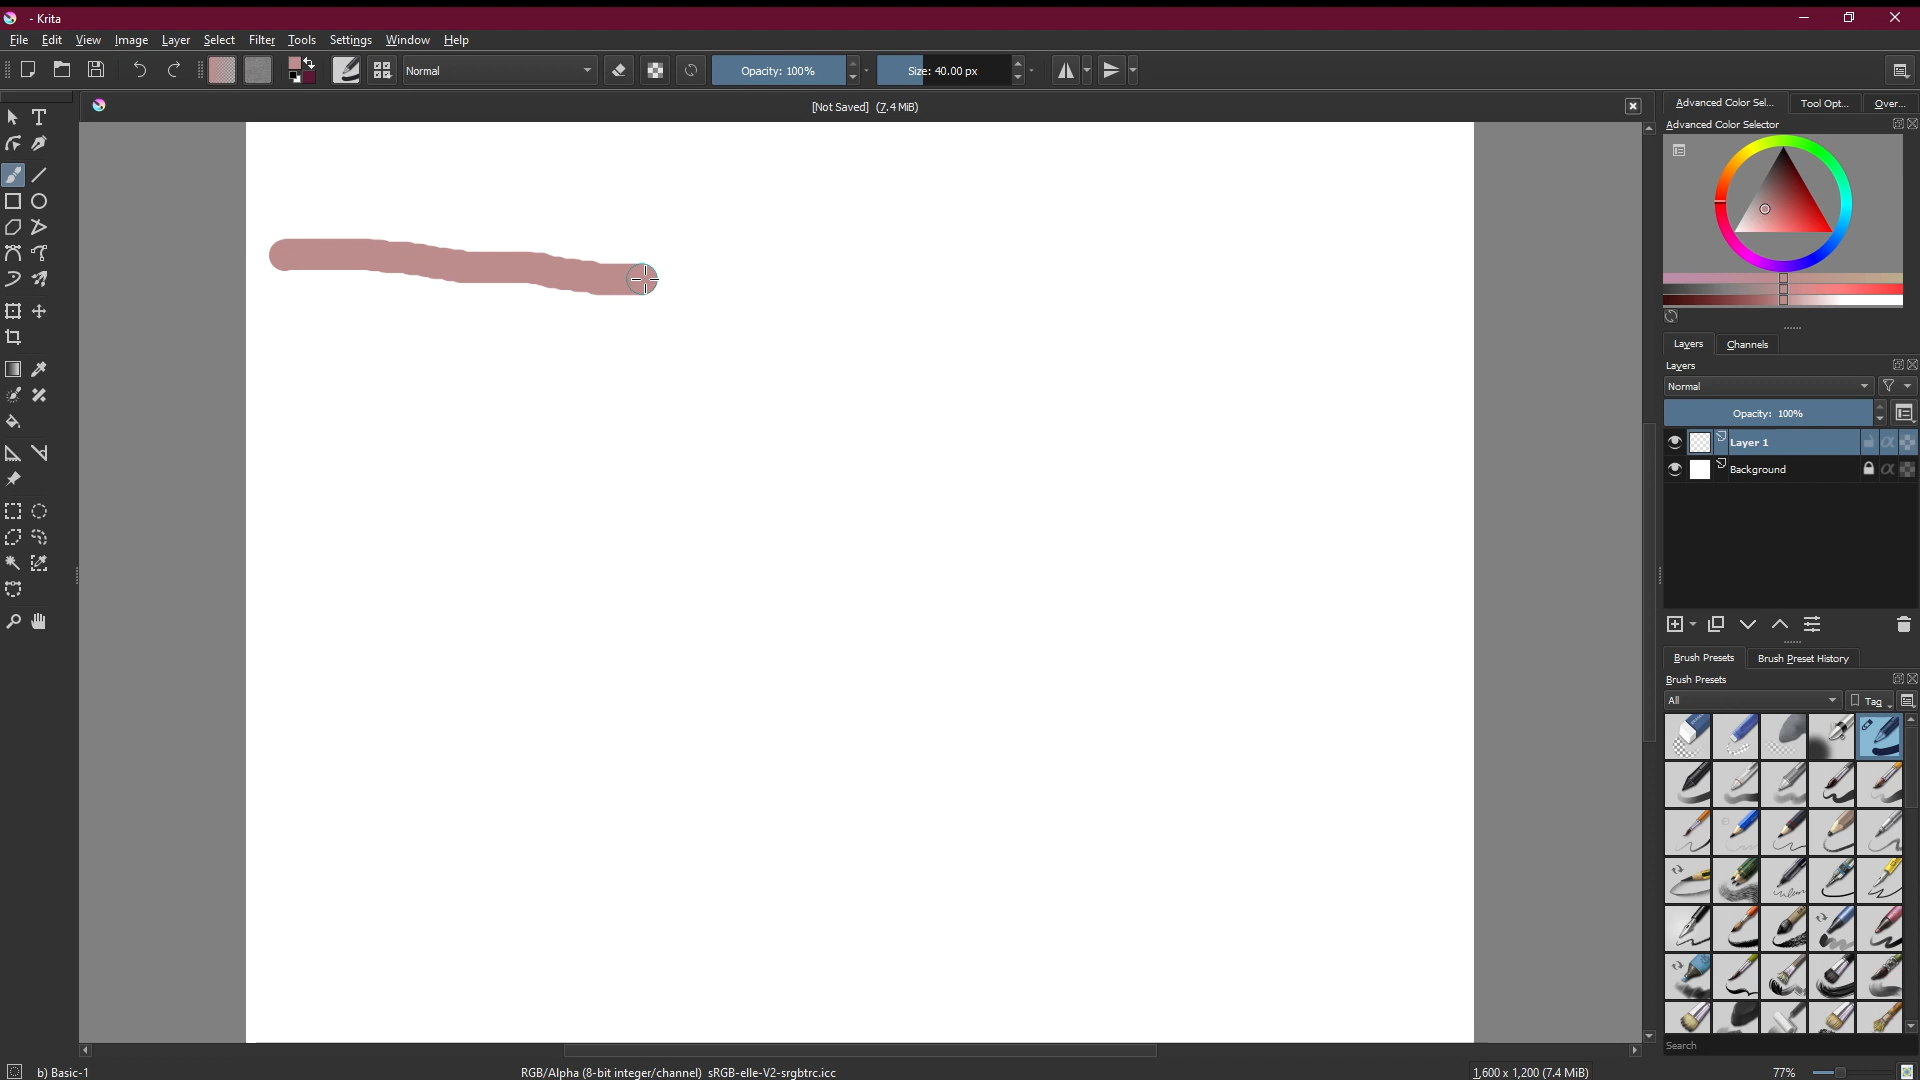 - Krita
File Edit View Image Layer Select Filter Tools Settings Window Help
Normal Opacity: 100% Size: 40.00 px
[Not Saved] (7.4 MiB)
Advanced Color Sel... Tool Opt... Over...
Advanced Color Selector
Layers Channels
Layers
Normal
Opacity: 100%
Layer 1
Background
Brush Presets Brush Preset History
Brush Presets
All Tag
Search
b) Basic-1 RGB/Alpha (8-bit integer/channel) sRGB-elle-V2-srgbtrc.icc 1,600 x 1,200 (7.4 MiB) 77%